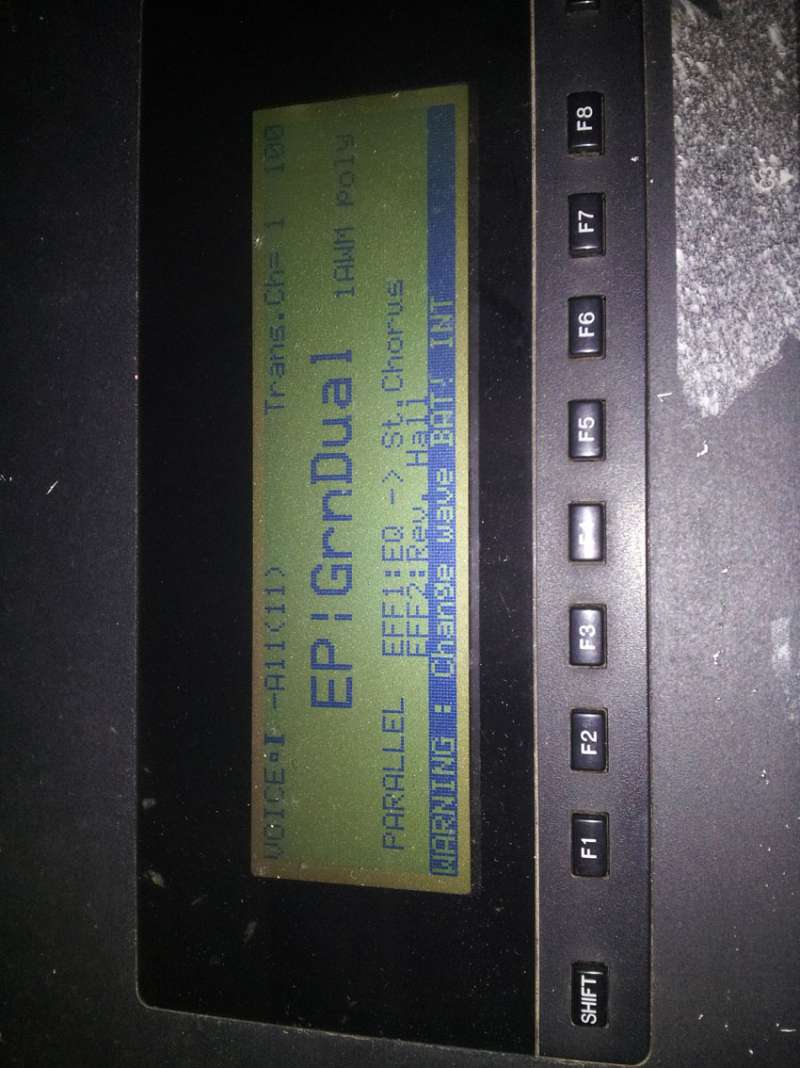 VOICE I -A11(11) Trans.Ch= 1 100
EP|GrnDual 1AWM Poly
PARALLEL EFF1:EQ -> St.Chorus
EFF2:Rev. Hall
WARNING : Change wave BAT! INT
SHIFT F1 F2 F3 F5 F6 F7 F8